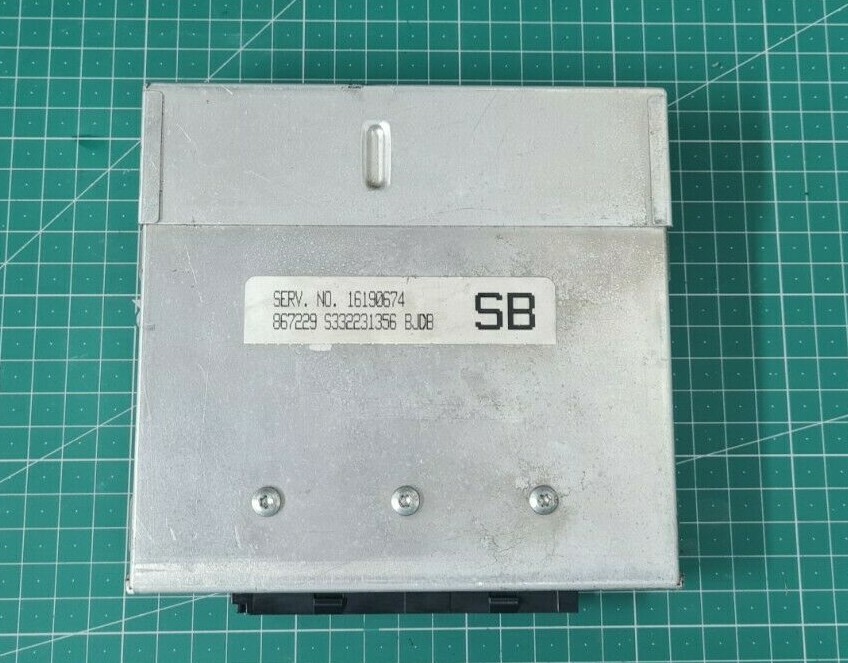 SERV. NO. 16190674
867229 S332231356 BJDB
SB